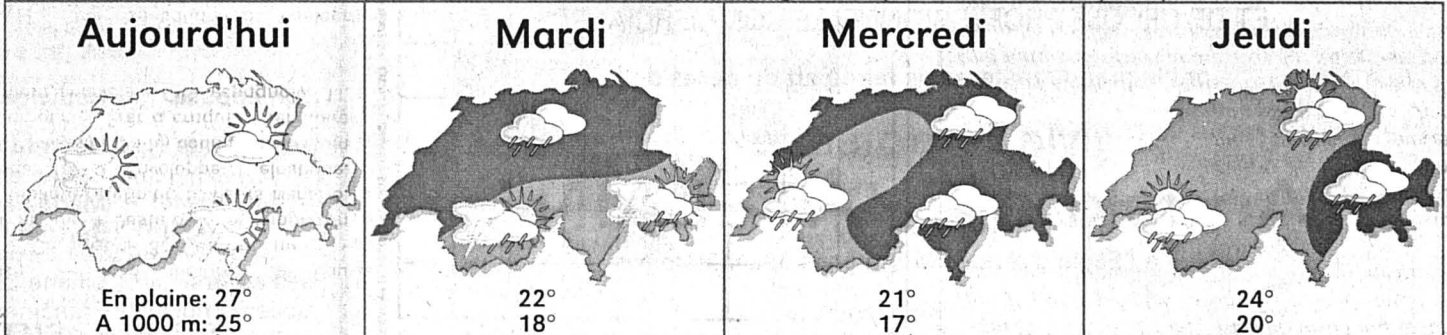 Aujourd'hui
En plaine: 27°
A 1000 m: 25°
Mardi
22°
18°
Mercredi
21°
17°
Jeudi
24°
20°